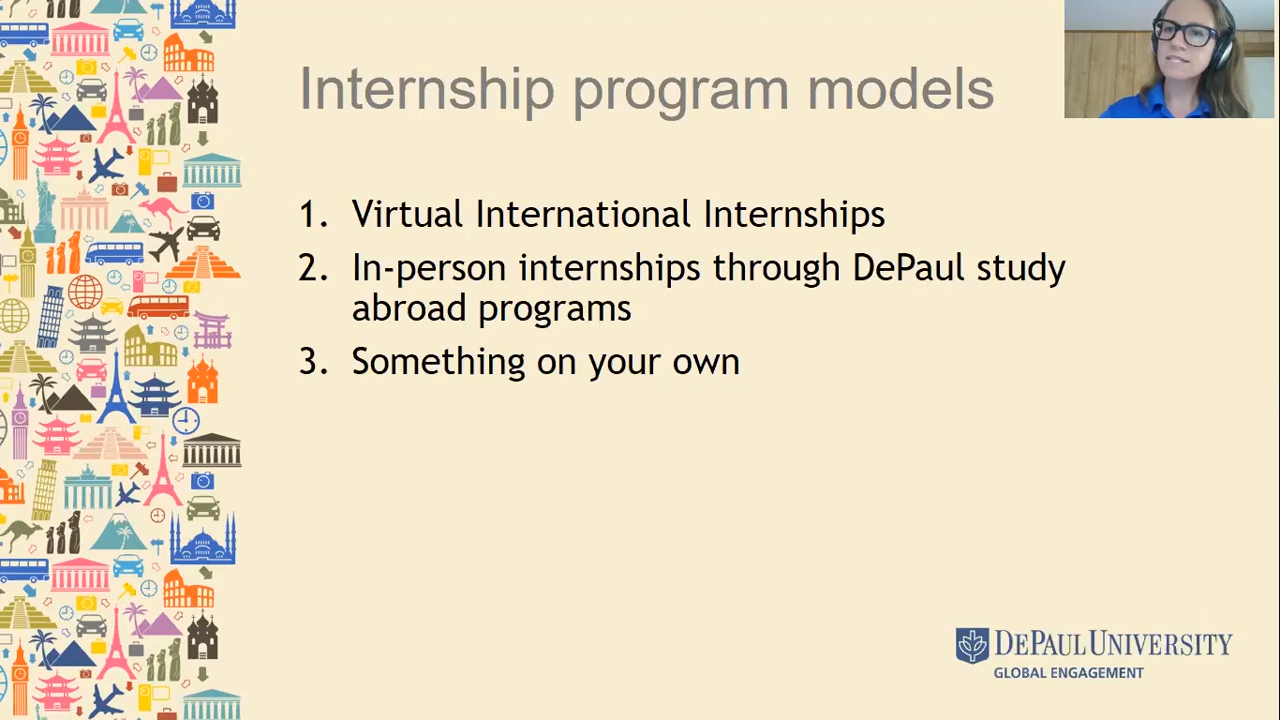 Internship program models
1. Virtual International Internships
2. In-person internships through DePaul study
abroad programs
3. Something on your own
DEPAUL UNIVERSITY
GLOBAL ENGAGEMENT